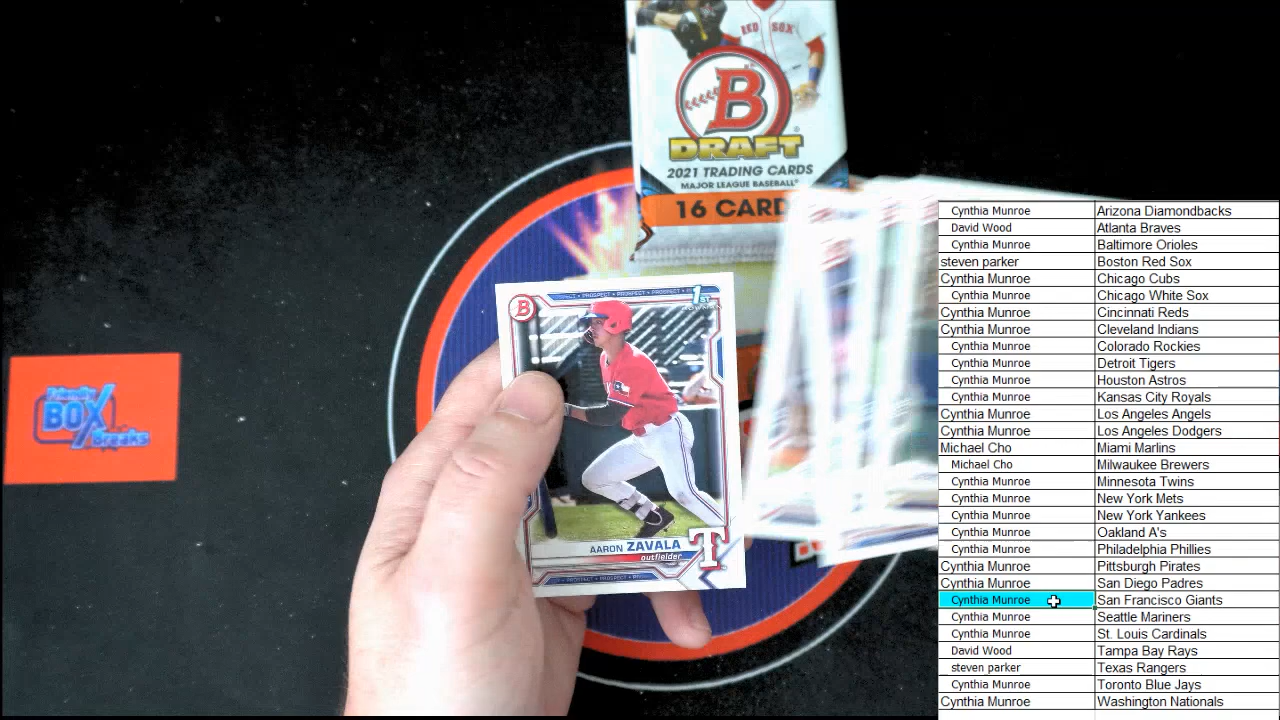 RED SOX
B
DRAFT
2021 TRADING CARDS
MAJOR LEAGUE BASEBALL
16 CARD
BOX
Breaks
PROSPECT • PROSPECT • PROSPECT
1ST
B
AARON ZAVALA
outfielder
T
PROSPECT • PROSPECT
Cynthia Munroe Arizona Diamondbacks
David Wood Atlanta Braves
Cynthia Munroe Baltimore Orioles
steven parker Boston Red Sox
Cynthia Munroe Chicago Cubs
Cynthia Munroe Chicago White Sox
Cynthia Munroe Cincinnati Reds
Cynthia Munroe Cleveland Indians
Cynthia Munroe Colorado Rockies
Cynthia Munroe Detroit Tigers
Cynthia Munroe Houston Astros
Cynthia Munroe Kansas City Royals
Cynthia Munroe Los Angeles Angels
Cynthia Munroe Los Angeles Dodgers
Michael Cho Miami Marlins
Michael Cho Milwaukee Brewers
Cynthia Munroe Minnesota Twins
Cynthia Munroe New York Mets
Cynthia Munroe New York Yankees
Cynthia Munroe Oakland A's
Cynthia Munroe Philadelphia Phillies
Cynthia Munroe Pittsburgh Pirates
Cynthia Munroe San Diego Padres
Cynthia Munroe San Francisco Giants
Cynthia Munroe Seattle Mariners
Cynthia Munroe St. Louis Cardinals
David Wood Tampa Bay Rays
steven parker Texas Rangers
Cynthia Munroe Toronto Blue Jays
Cynthia Munroe Washington Nationals